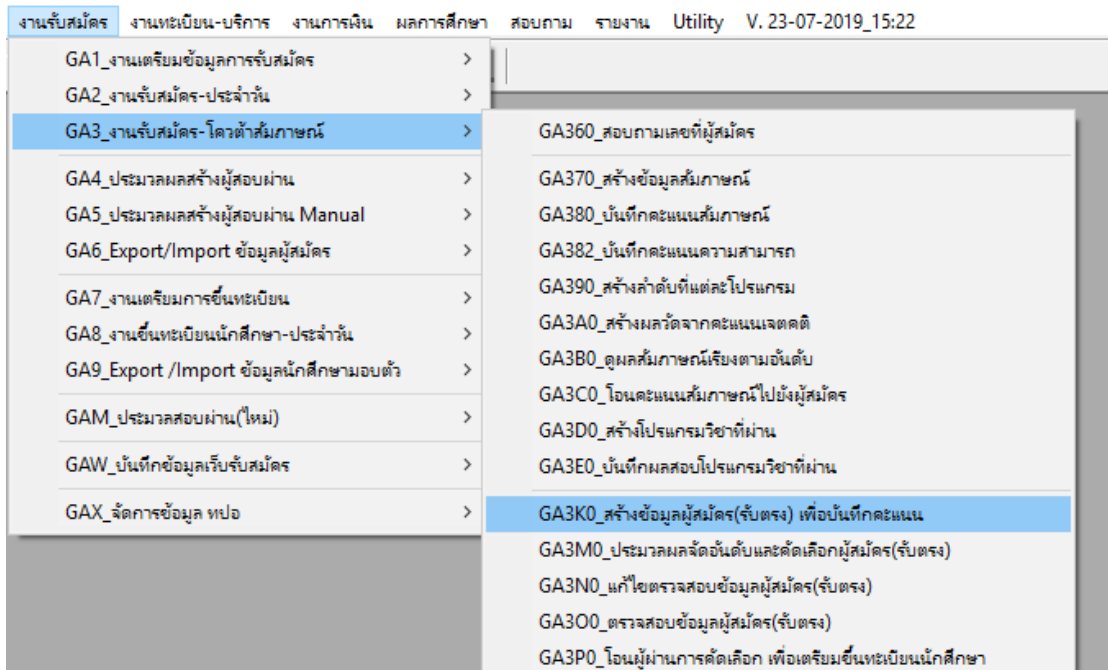 งานรับสมัคร งานทะเบียน-บริการ งานการเงิน ผลการศึกษา สอบถาม รายงาน Utility V. 23-07-2019_15:22
GA1_งานเตรียมข้อมูลการรับสมัคร
GA2_งานรับสมัคร-ประจำวัน
GA3_งานรับสมัคร-โควต้าสัมภาษณ์
GA4_ประมวลผลสร้างผู้สอบผ่าน
GA5_ประมวลผลสร้างผู้สอบผ่าน Manual
GA6_Export/Import ข้อมูลผู้สมัคร
GA7_งานเตรียมการขึ้นทะเบียน
GA8_งานขึ้นทะเบียนนักศึกษา-ประจำวัน
GA9_Export /Import ข้อมูลนักศึกษามอบตัว
GAM_ประมวลสอบผ่าน(ใหม่)
GAW_บันทึกข้อมูลเว็บรับสมัคร
GAX_จัดการข้อมูล ทปอ
GA360_สอบถามเลขที่ผู้สมัคร
GA370_สร้างข้อมูลสัมภาษณ์
GA380_บันทึกคะแนนสัมภาษณ์
GA382_บันทึกคะแนนความสามารถ
GA390_สร้างลำดับที่แต่ละโปรแกรม
GA3A0_สร้างผลวัดจากคะแนนเจตคติ
GA3B0_ดูผลสัมภาษณ์เรียงตามอันดับ
GA3C0_โอนคะแนนสัมภาษณ์ไปยังผู้สมัคร
GA3D0_สร้างโปรแกรมวิชาที่ผ่าน
GA3E0_บันทึกผลสอบโปรแกรมวิชาที่ผ่าน
GA3K0_สร้างข้อมูลผู้สมัคร(รับตรง) เพื่อบันทึกคะแนน
GA3M0_ประมวลผลจัดอันดับและคัดเลือกผู้สมัคร(รับตรง)
GA3N0_แก้ไขตรวจสอบข้อมูลผู้สมัคร(รับตรง)
GA3O0_ตรวจสอบข้อมูลผู้สมัคร(รับตรง)
GA3P0_โอนผู้ผ่านการคัดเลือก เพื่อเตรียมขึ้นทะเบียนนักศึกษา